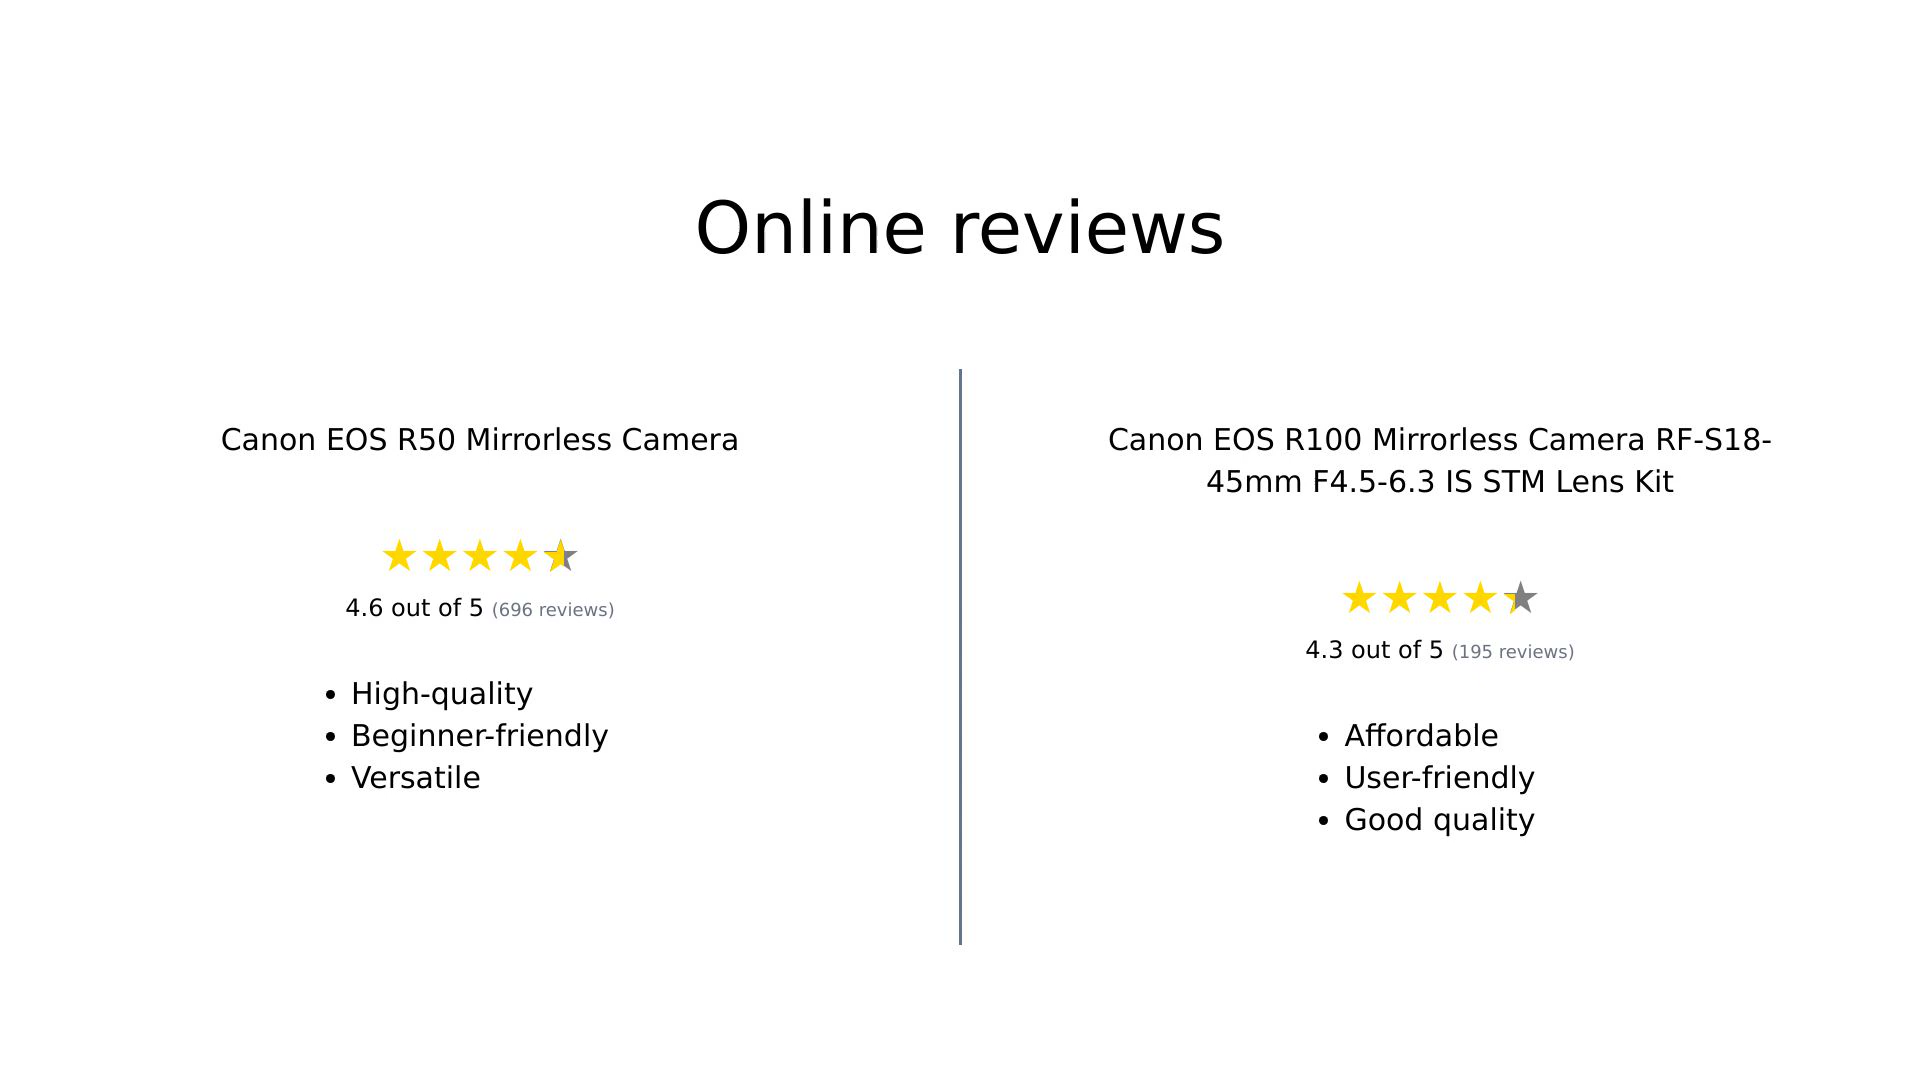 Online reviews
Canon EOS R50 Mirrorless Camera
4.6 out of 5 (696 reviews)
• High-quality
• Beginner-friendly
• Versatile
Canon EOS R100 Mirrorless Camera RF-S18-
45mm F4.5-6.3 IS STM Lens Kit
4.3 out of 5 (195 reviews)
• Affordable
• User-friendly
• Good quality